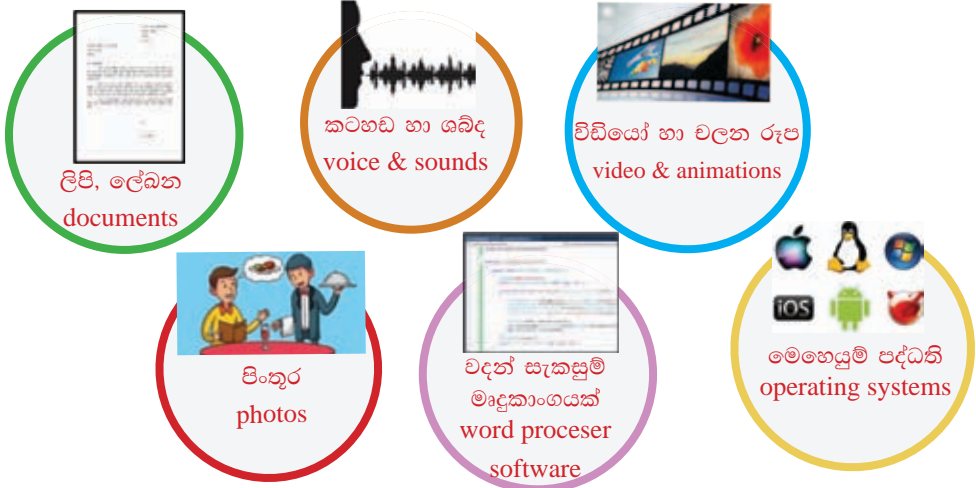 ලිපි, ලේඛන
documents
කටහඩ හා ශබ්ද
voice & sounds
විඩියෝ හා චලන රූප
video & animations
පින්තූර
photos
වදන් සැකසුම්
මෘදුකාංගයක්
word proceser
software
iOS
මෙහෙයුම් පද්ධති
operating systems